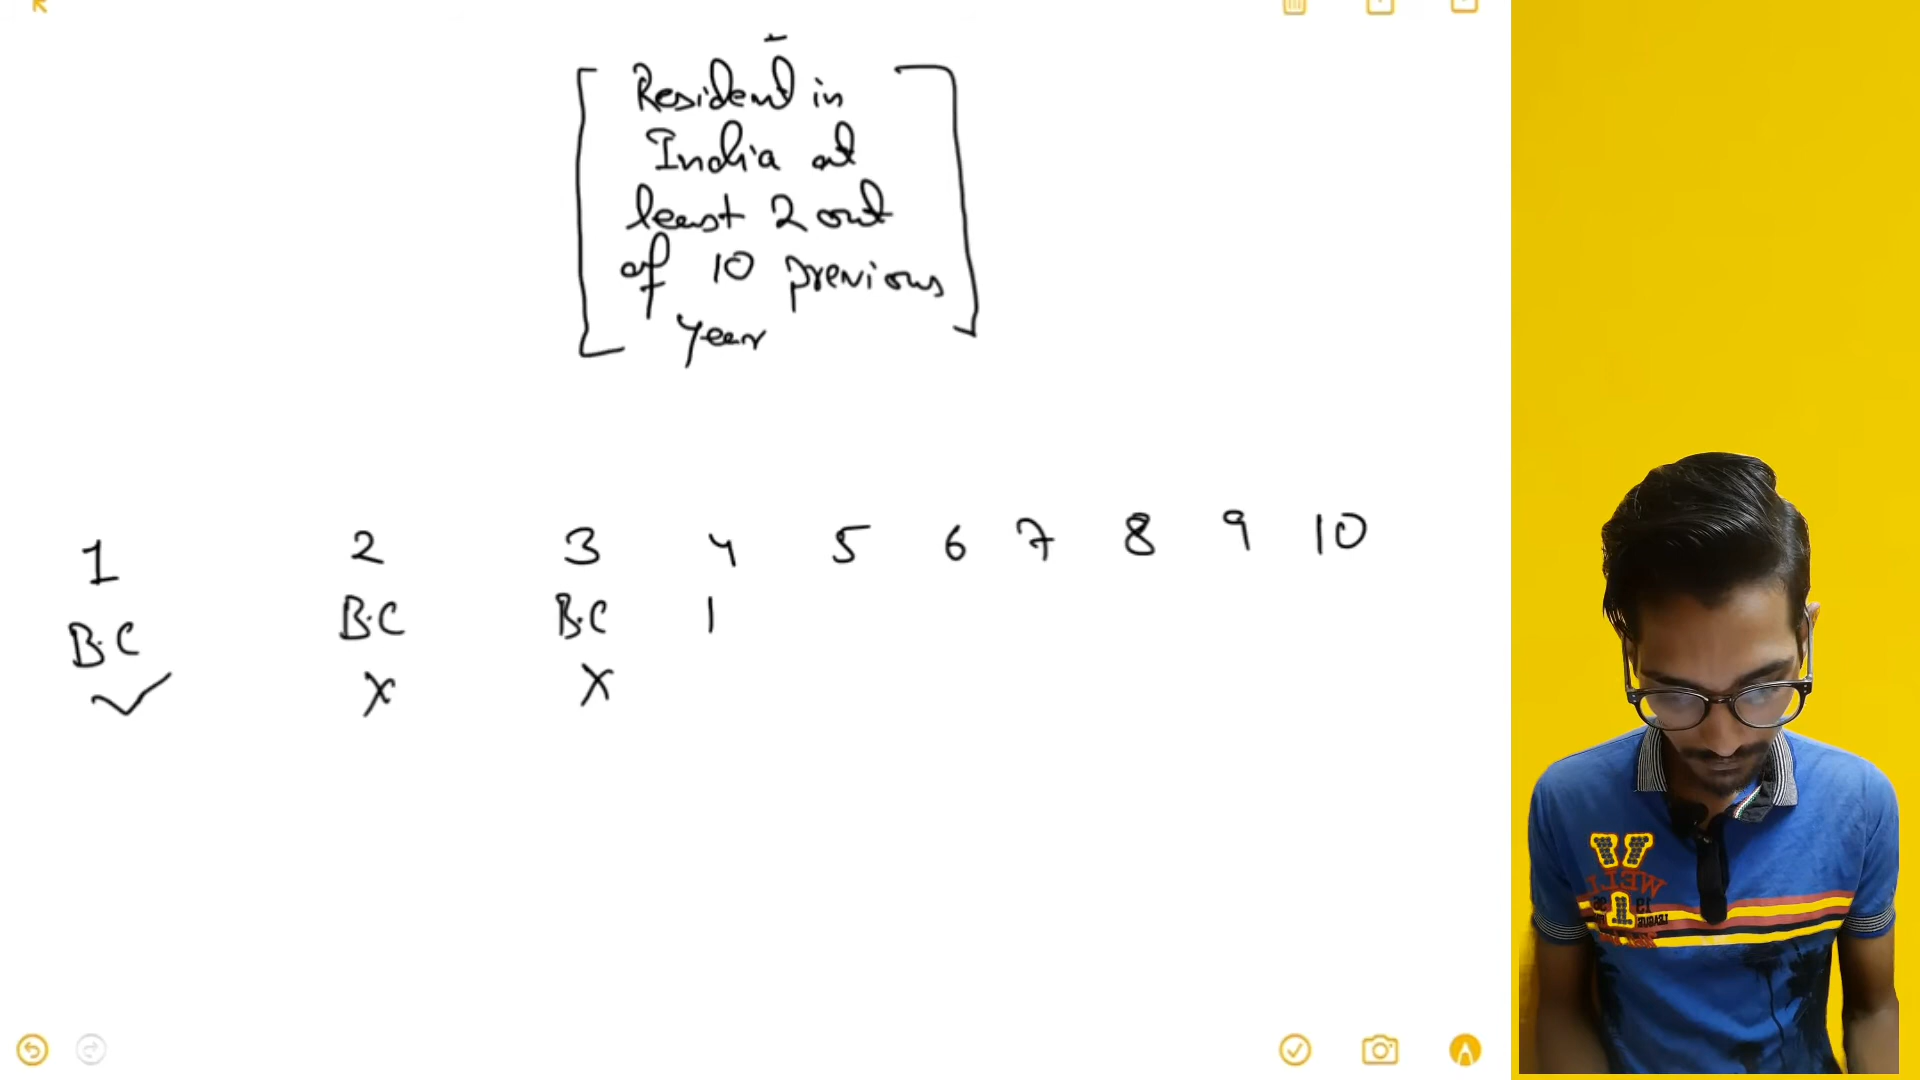 Resident in
India at
least 2 out
of 10 previous
year
1 2 3 4 5 6 7 8 9 10
B.C B.C B.C 1
✓ X X